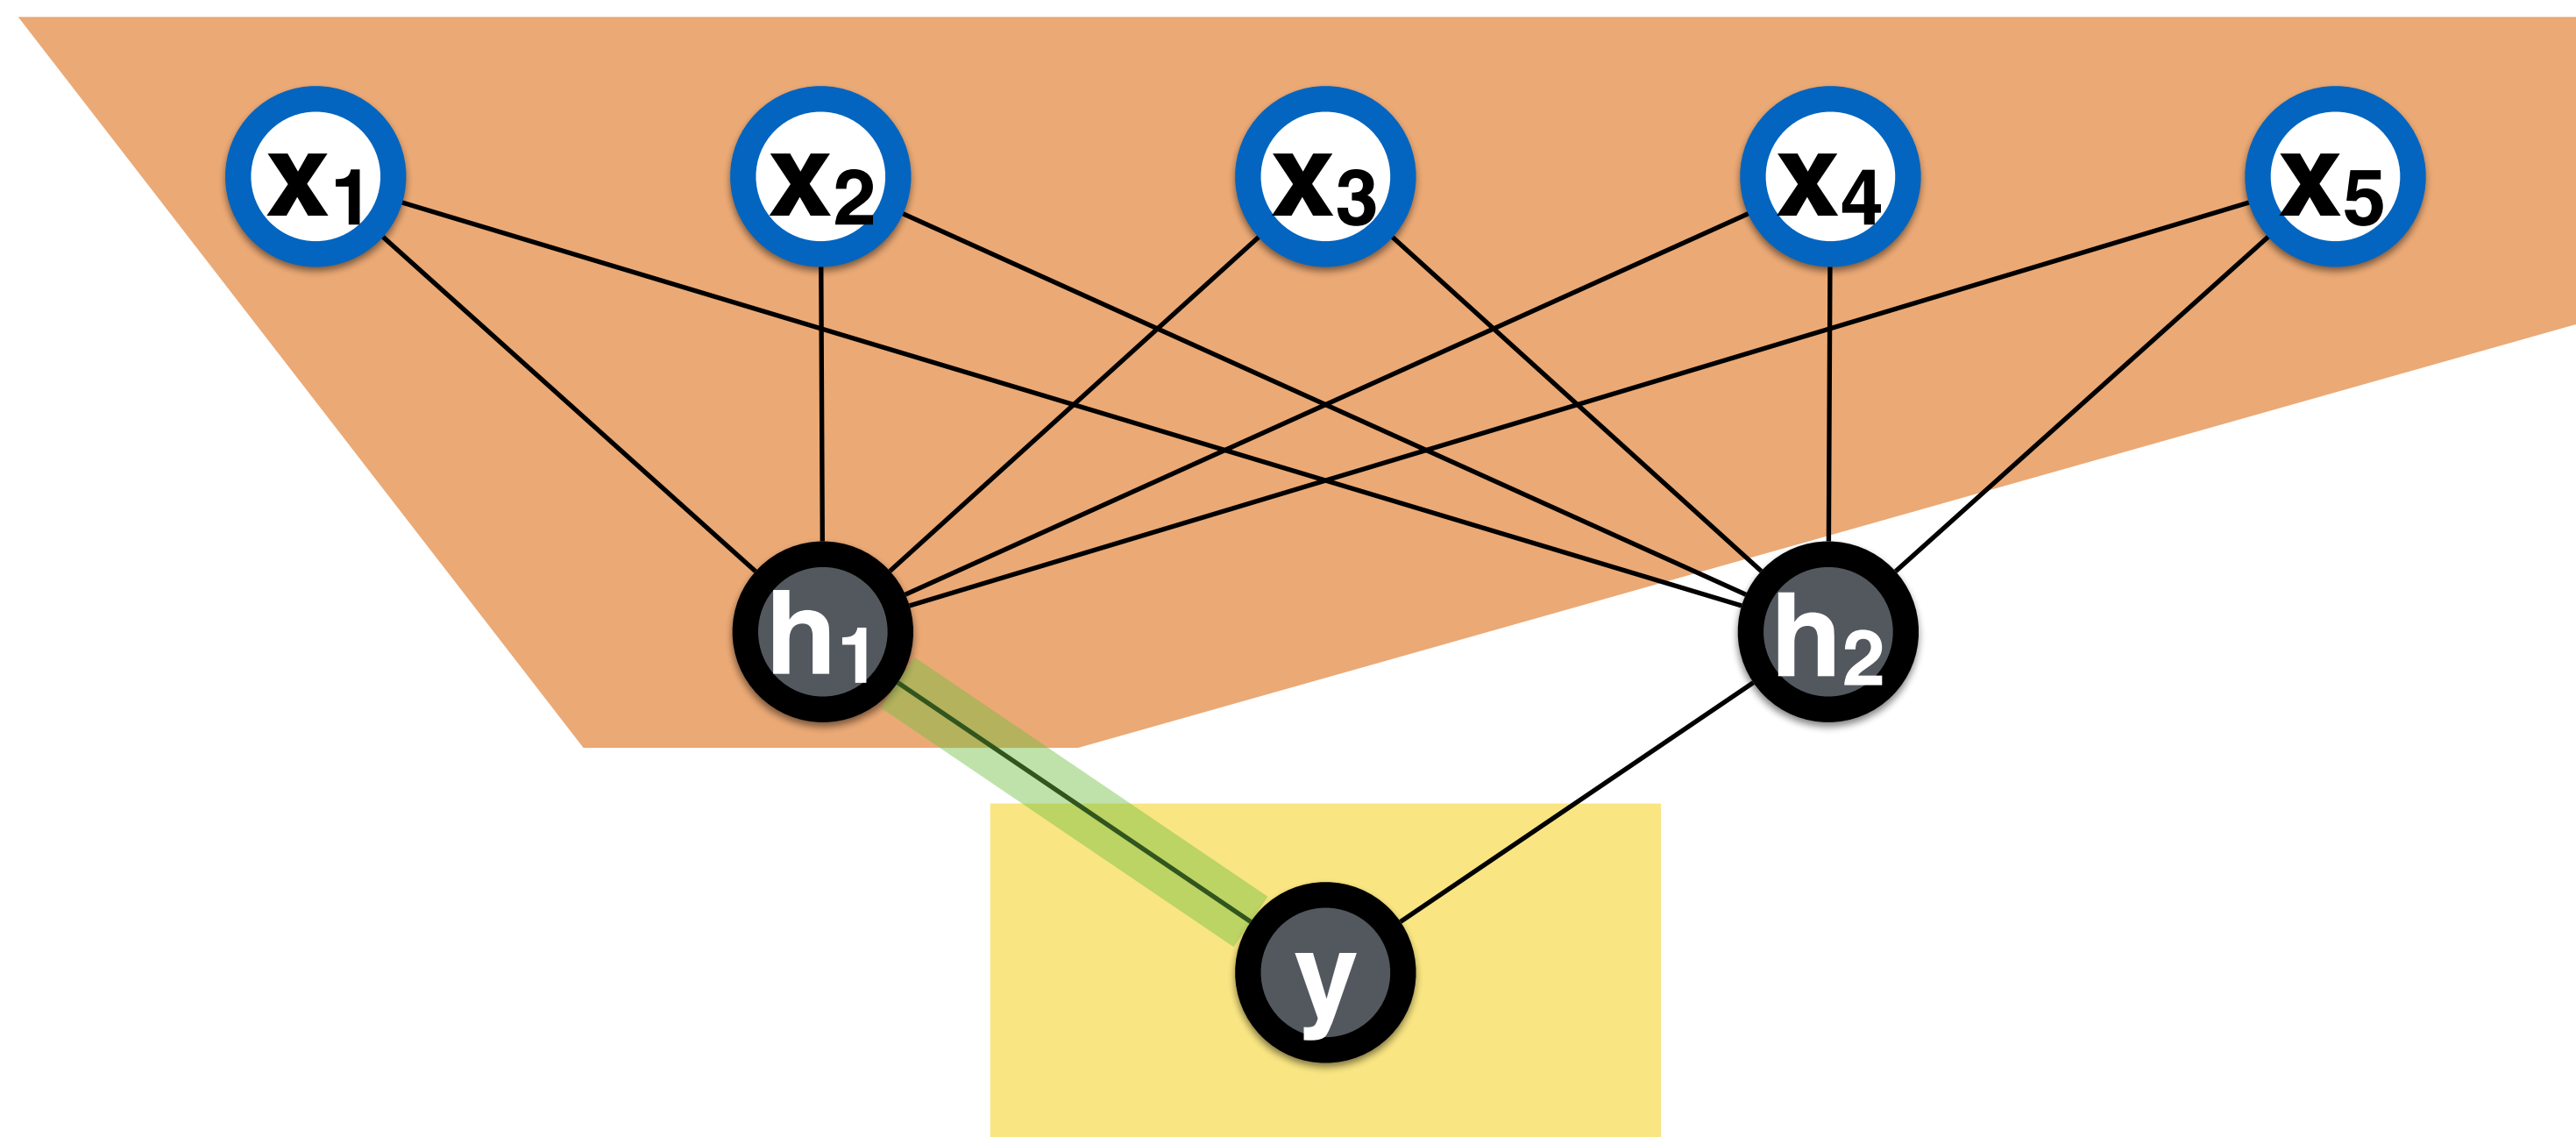 x₁ x₂ x₃ x₄ x₅
h₁ h₂
y